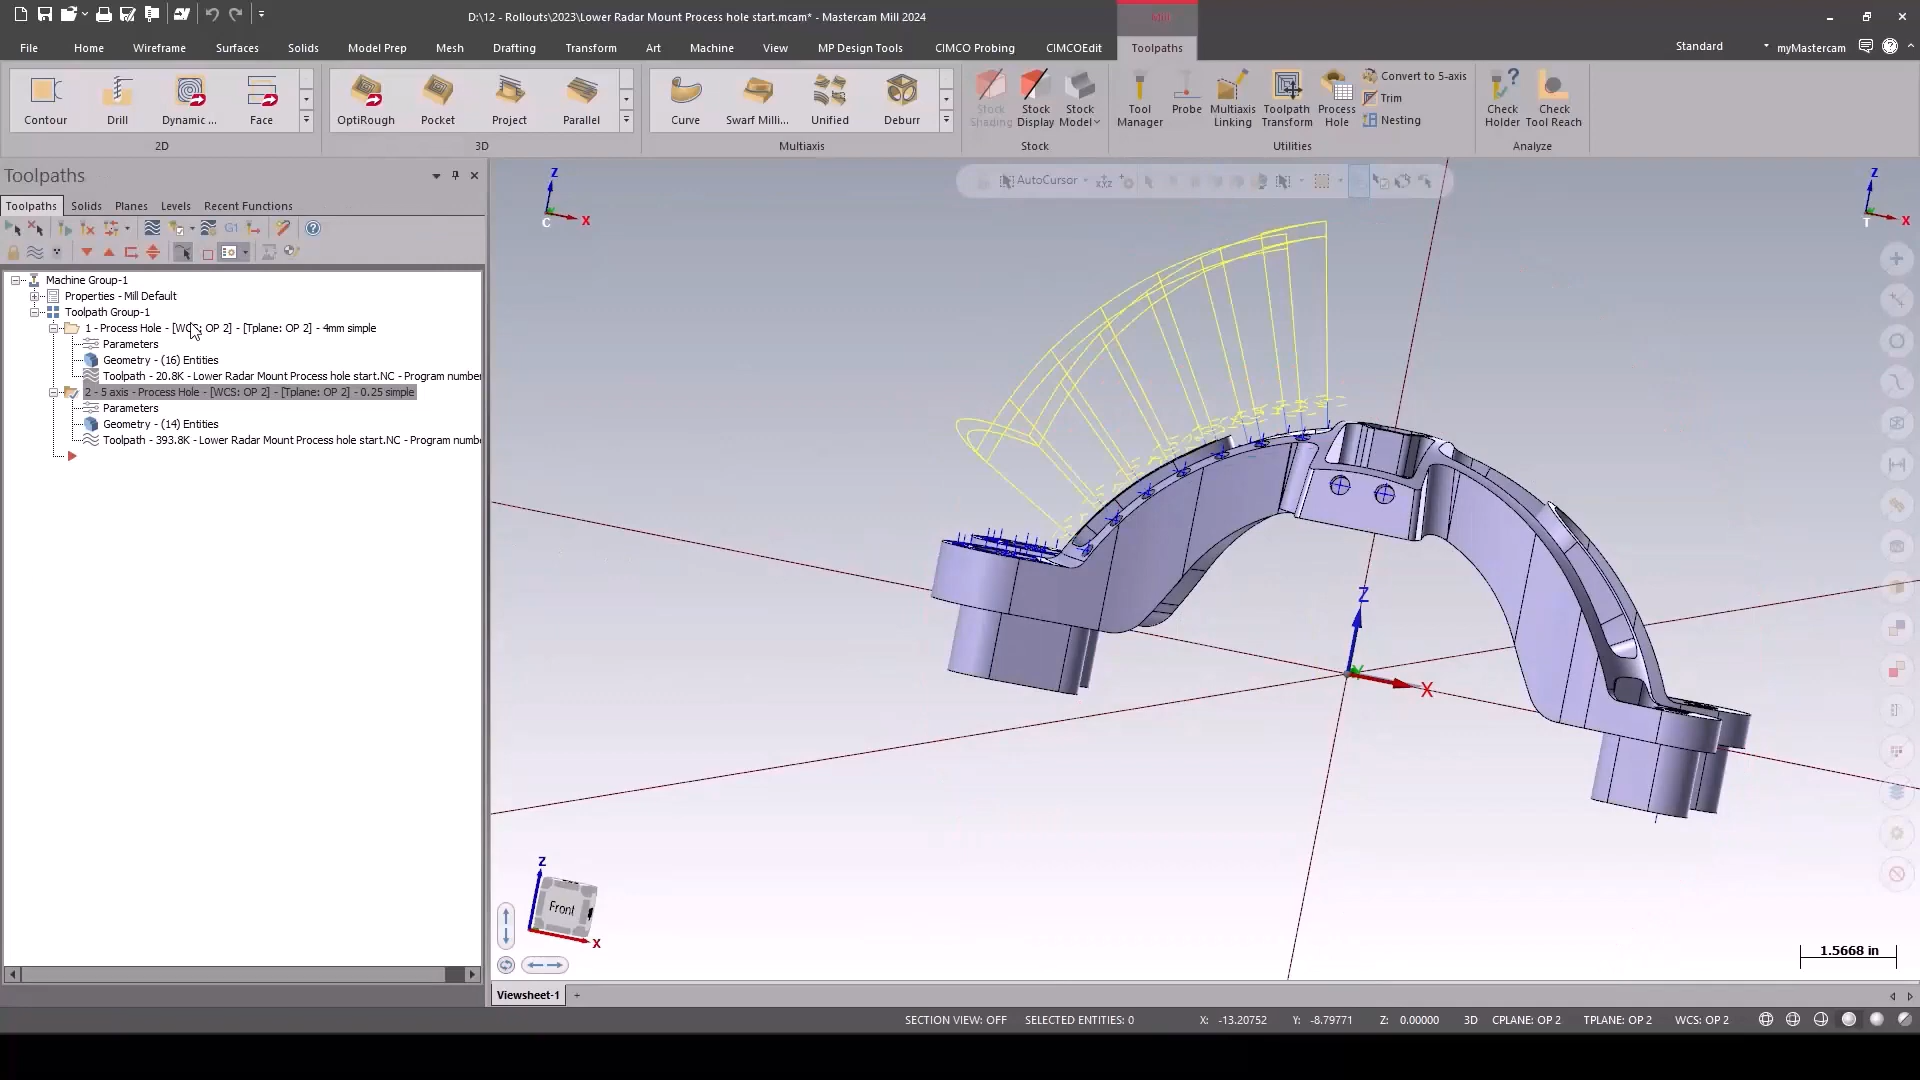 D:\12 - Rollouts\2023\Lower Radar Mount Process hole start.mcam* - Mastercam Mill 2024
File Home Wireframe Surfaces Solids Model Prep Mesh Drafting Transform Art Machine View MP Design Tools CIMCO Probing CIMCOEdit Toolpaths Standard myMastercam
Contour Drill Dynamic ... Face OptiRough Pocket Project Parallel Curve Swarf Milli... Unified Deburr
Stock Shading Stock Display Stock Model Tool Manager Probe Multiaxis Linking Toolpath Transform Process Hole
Convert to 5-axis
Trim
Nesting
Check Holder Check Tool Reach
2D 3D Multiaxis Stock Utilities Analyze
Toolpaths
Toolpaths Solids Planes Levels Recent Functions
G1
Machine Group-1
Properties - Mill Default
Toolpath Group-1
1 - Process Hole - [WCS: OP 2] - [Tplane: OP 2] - 4mm simple
Parameters
Geometry - (16) Entities
Toolpath - 20.8K - Lower Radar Mount Process hole start.NC - Program number
2 - 5 axis - Process Hole - [WCS: OP 2] - [Tplane: OP 2] - 0.25 simple
Parameters
Geometry - (14) Entities
Toolpath - 393.8K - Lower Radar Mount Process hole start.NC - Program numbe
AutoCursor
Z
X
C
Z
X
T
Z
X
Z
Front
X
1.5668 in
Viewsheet-1 +
SECTION VIEW: OFF SELECTED ENTITIES: 0 X: -13.20752 Y: -8.79771 Z: 0.00000 3D CPLANE: OP 2 TPLANE: OP 2 WCS: OP 2